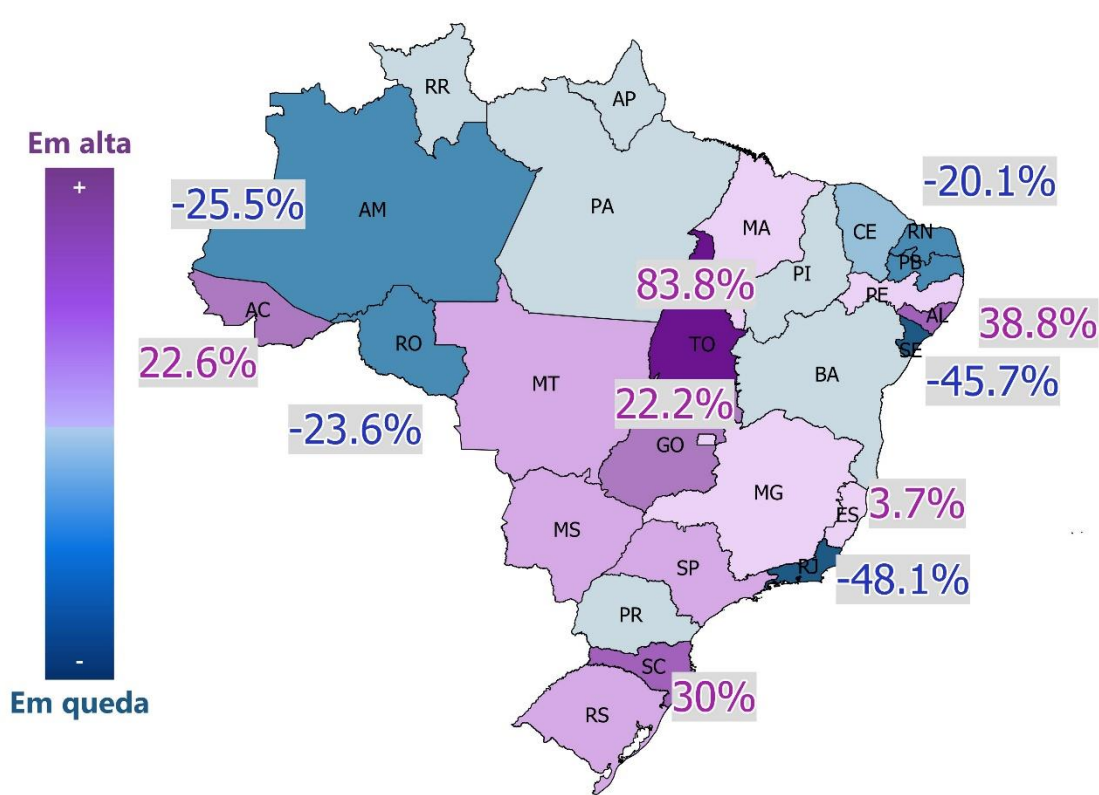 RR
AP
Em alta
+
-25.5%
AM
PA
-20.1%
MA
CE
RN
PB
PI
83.8%
PE
AC
22.6%
RO
MT
TO
AL
38.8%
SE
-45.7%
BA
-23.6%
22.2%
GO
MG
3.7%
ES
MS
SP
RJ
-48.1%
PR
-
Em queda
SC
30%
RS